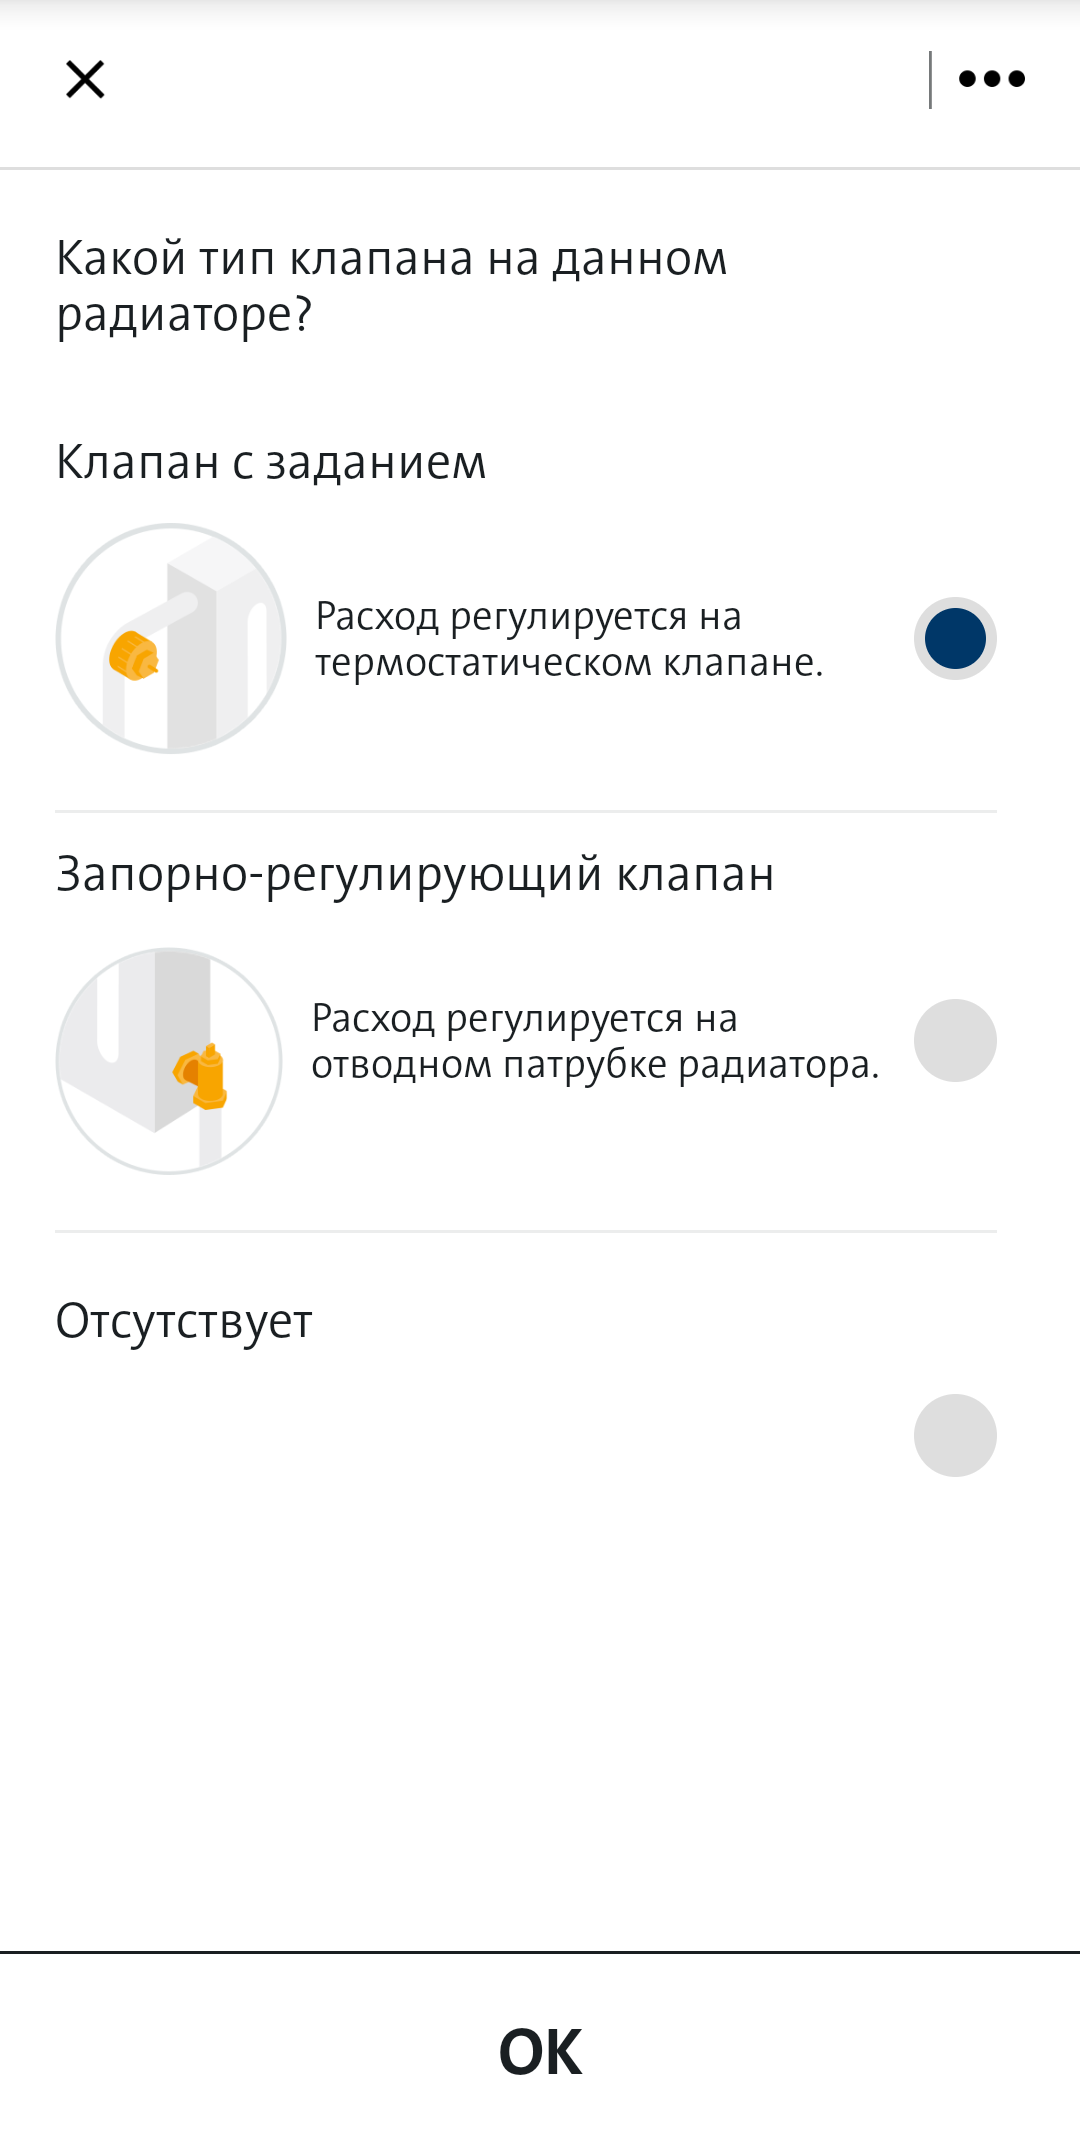 Какой тип клапана на данном
радиаторе?
Клапан с заданием
Расход регулируется на
термостатическом клапане.
Запорно-регулирующий клапан
Расход регулируется на
отводном патрубке радиатора.
Отсутствует
ОК